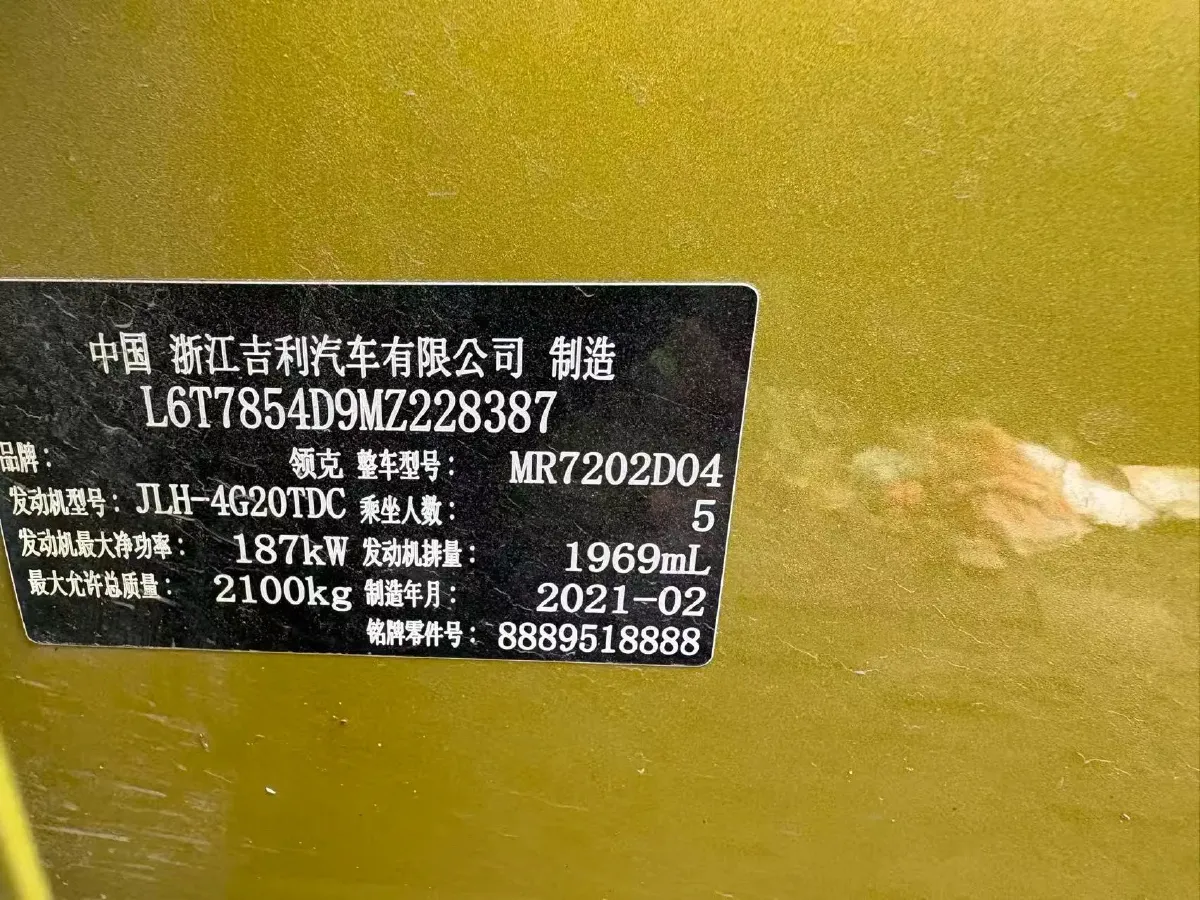 中国 浙江吉利汽车有限公司 制造
L6T7854D9MZ228387
品牌: 领克 整车型号: MR7202D04
发动机型号: JLH-4G20TDC 乘坐人数: 5
发动机最大净功率: 187kW 发动机排量: 1969mL
最大允许总质量: 2100kg 制造年月: 2021-02
铭牌零件号: 8889518888